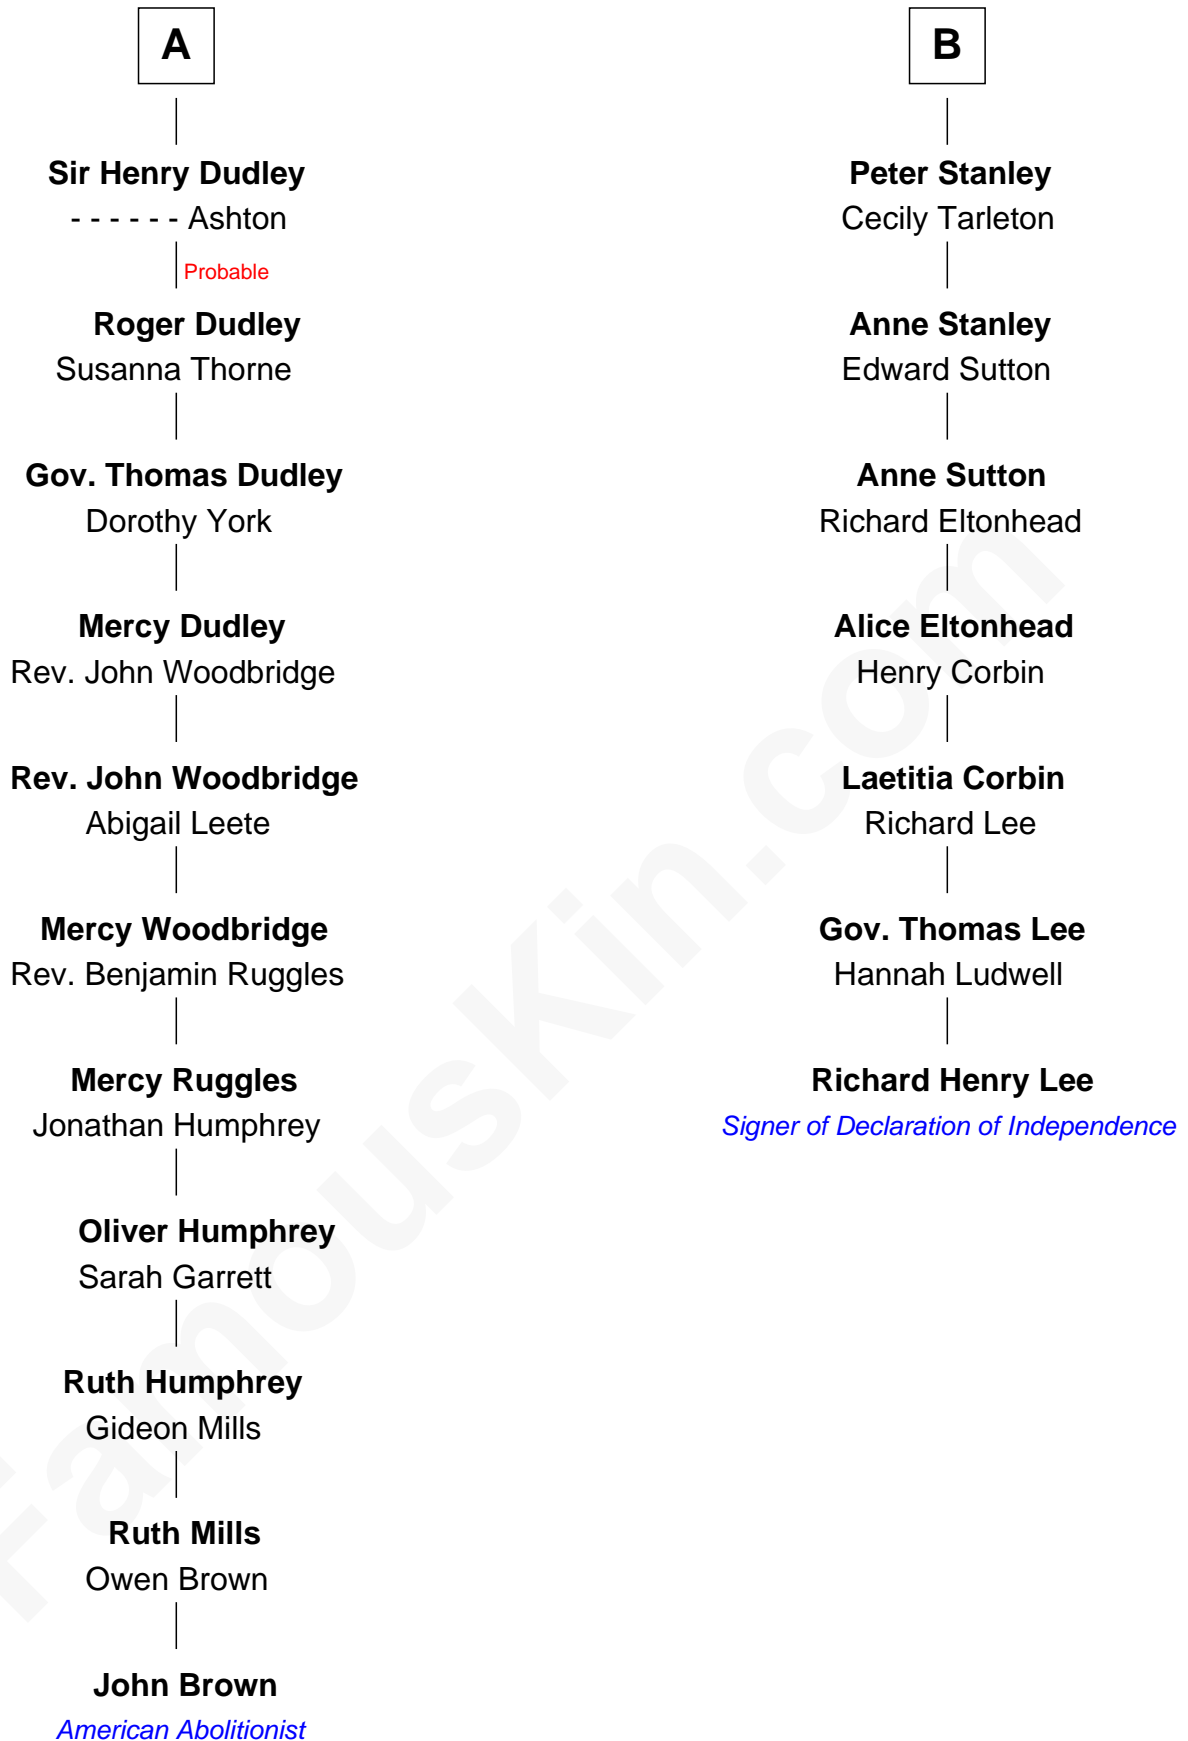 A
Sir Henry Dudley
- - - - - - Ashton
Probable
Roger Dudley
Susanna Thorne
Gov. Thomas Dudley
Dorothy York
Mercy Dudley
Rev. John Woodbridge
Rev. John Woodbridge
Abigail Leete
Mercy Woodbridge
Rev. Benjamin Ruggles
Mercy Ruggles
Jonathan Humphrey
Oliver Humphrey
Sarah Garrett
Ruth Humphrey
Gideon Mills
Ruth Mills
Owen Brown
John Brown
American Abolitionist
B
Peter Stanley
Cecily Tarleton
Anne Stanley
Edward Sutton
Anne Sutton
Richard Eltonhead
Alice Eltonhead
Henry Corbin
Laetitia Corbin
Richard Lee
Gov. Thomas Lee
Hannah Ludwell
Richard Henry Lee
Signer of Declaration of Independence
FamousKin.com